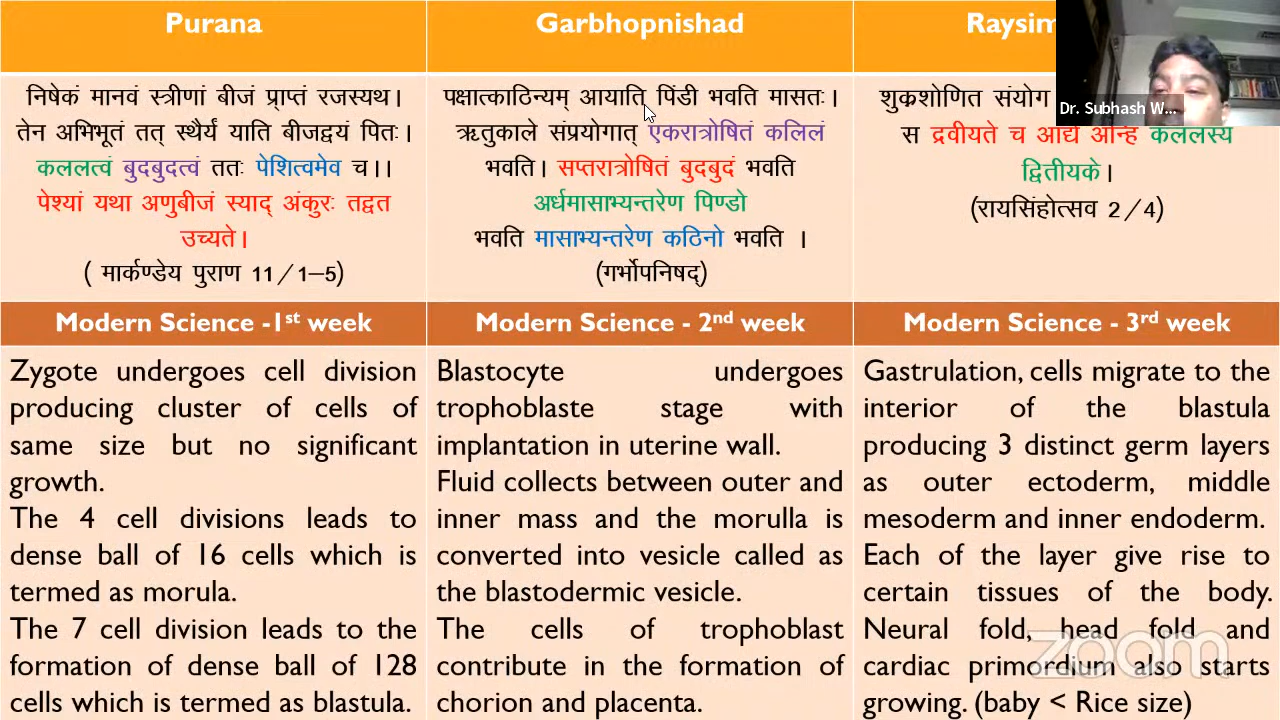 Purana
निषेकं मानवं स्त्रीणां बीजं प्राप्तं रजस्यथ।
तेन अभिभूतं तत् स्थैर्यं याति बीजद्वयं पितः।
कललत्वं बुदबुदत्वं ततः पेशित्वमेव च।।
पेश्यां यथा अणुबीजं स्याद् अंकुरः तद्वत
उच्यते।
( मार्कण्डेय पुराण 11/1–5)
Garbhopnishad
पक्षात्काठिन्यम् आयाति पिंडी भवति मासतः।
ऋतुकाले संप्रयोगात् एकरात्रोषितं कलिलं
भवति। सप्तरात्रोषितं बुदबुदं भवति
अर्धमासाभ्यन्तरेण पिण्डो
भवति मासाभ्यन्तरेण कठिनो भवति ।
(गर्भोपनिषद्)
Dr. Subhash W...
शुक्रशोणित संयोग
स द्रवीयते च आद्ये अन्हि कललस्य
द्वितीयके।
(रायसिंहोत्सव 2/4)
Modern Science -1st week
Zygote undergoes cell division
producing cluster of cells of
same size but no significant
growth.
The 4 cell divisions leads to
dense ball of 16 cells which is
termed as morula.
The 7 cell division leads to the
formation of dense ball of 128
cells which is termed as blastula.
Modern Science - 2nd week
Blastocyte undergoes
trophoblaste stage with
implantation in uterine wall.
Fluid collects between outer and
inner mass and the morulla is
converted into vesicle called as
the blastodermic vesicle.
The cells of trophoblast
contribute in the formation of
chorion and placenta.
Modern Science - 3rd week
Gastrulation, cells migrate to the
interior of the blastula
producing 3 distinct germ layers
as outer ectoderm, middle
mesoderm and inner endoderm.
Each of the layer give rise to
certain tissues of the body.
Neural fold, head fold and
cardiac primordium also starts
growing. (baby < Rice size)
zoom